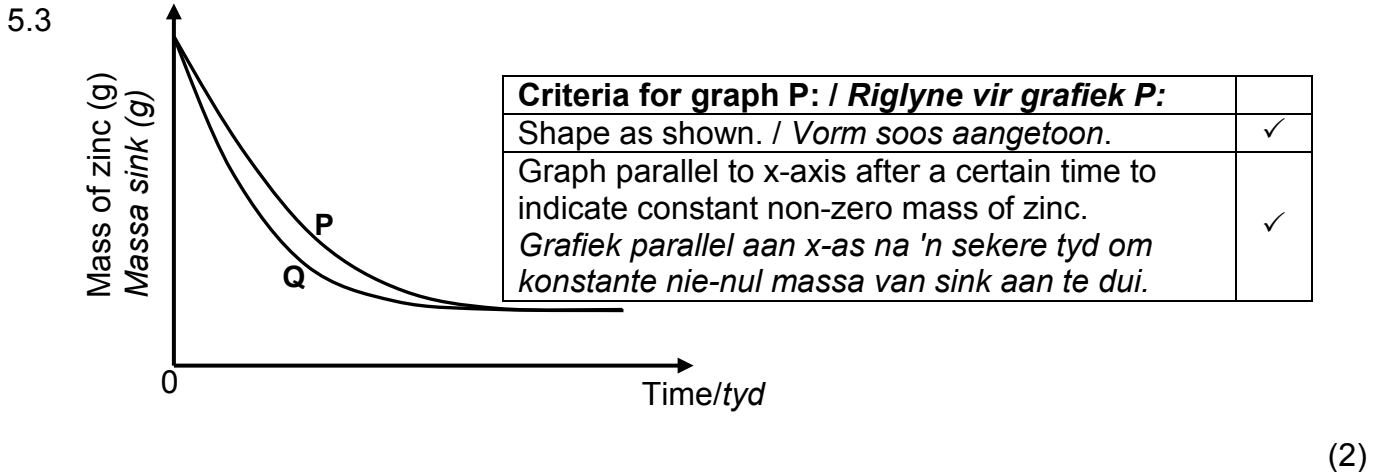 5.3
Mass of zinc (g)
Massa sink (g)
P
Q
0
Time/tyd
Criteria for graph P: / Riglyne vir grafiek P:
Shape as shown. / Vorm soos aangetoon.
✓
Graph parallel to x-axis after a certain time to
indicate constant non-zero mass of zinc.
Grafiek parallel aan x-as na 'n sekere tyd om
konstante nie-nul massa van sink aan te dui.
✓
(2)